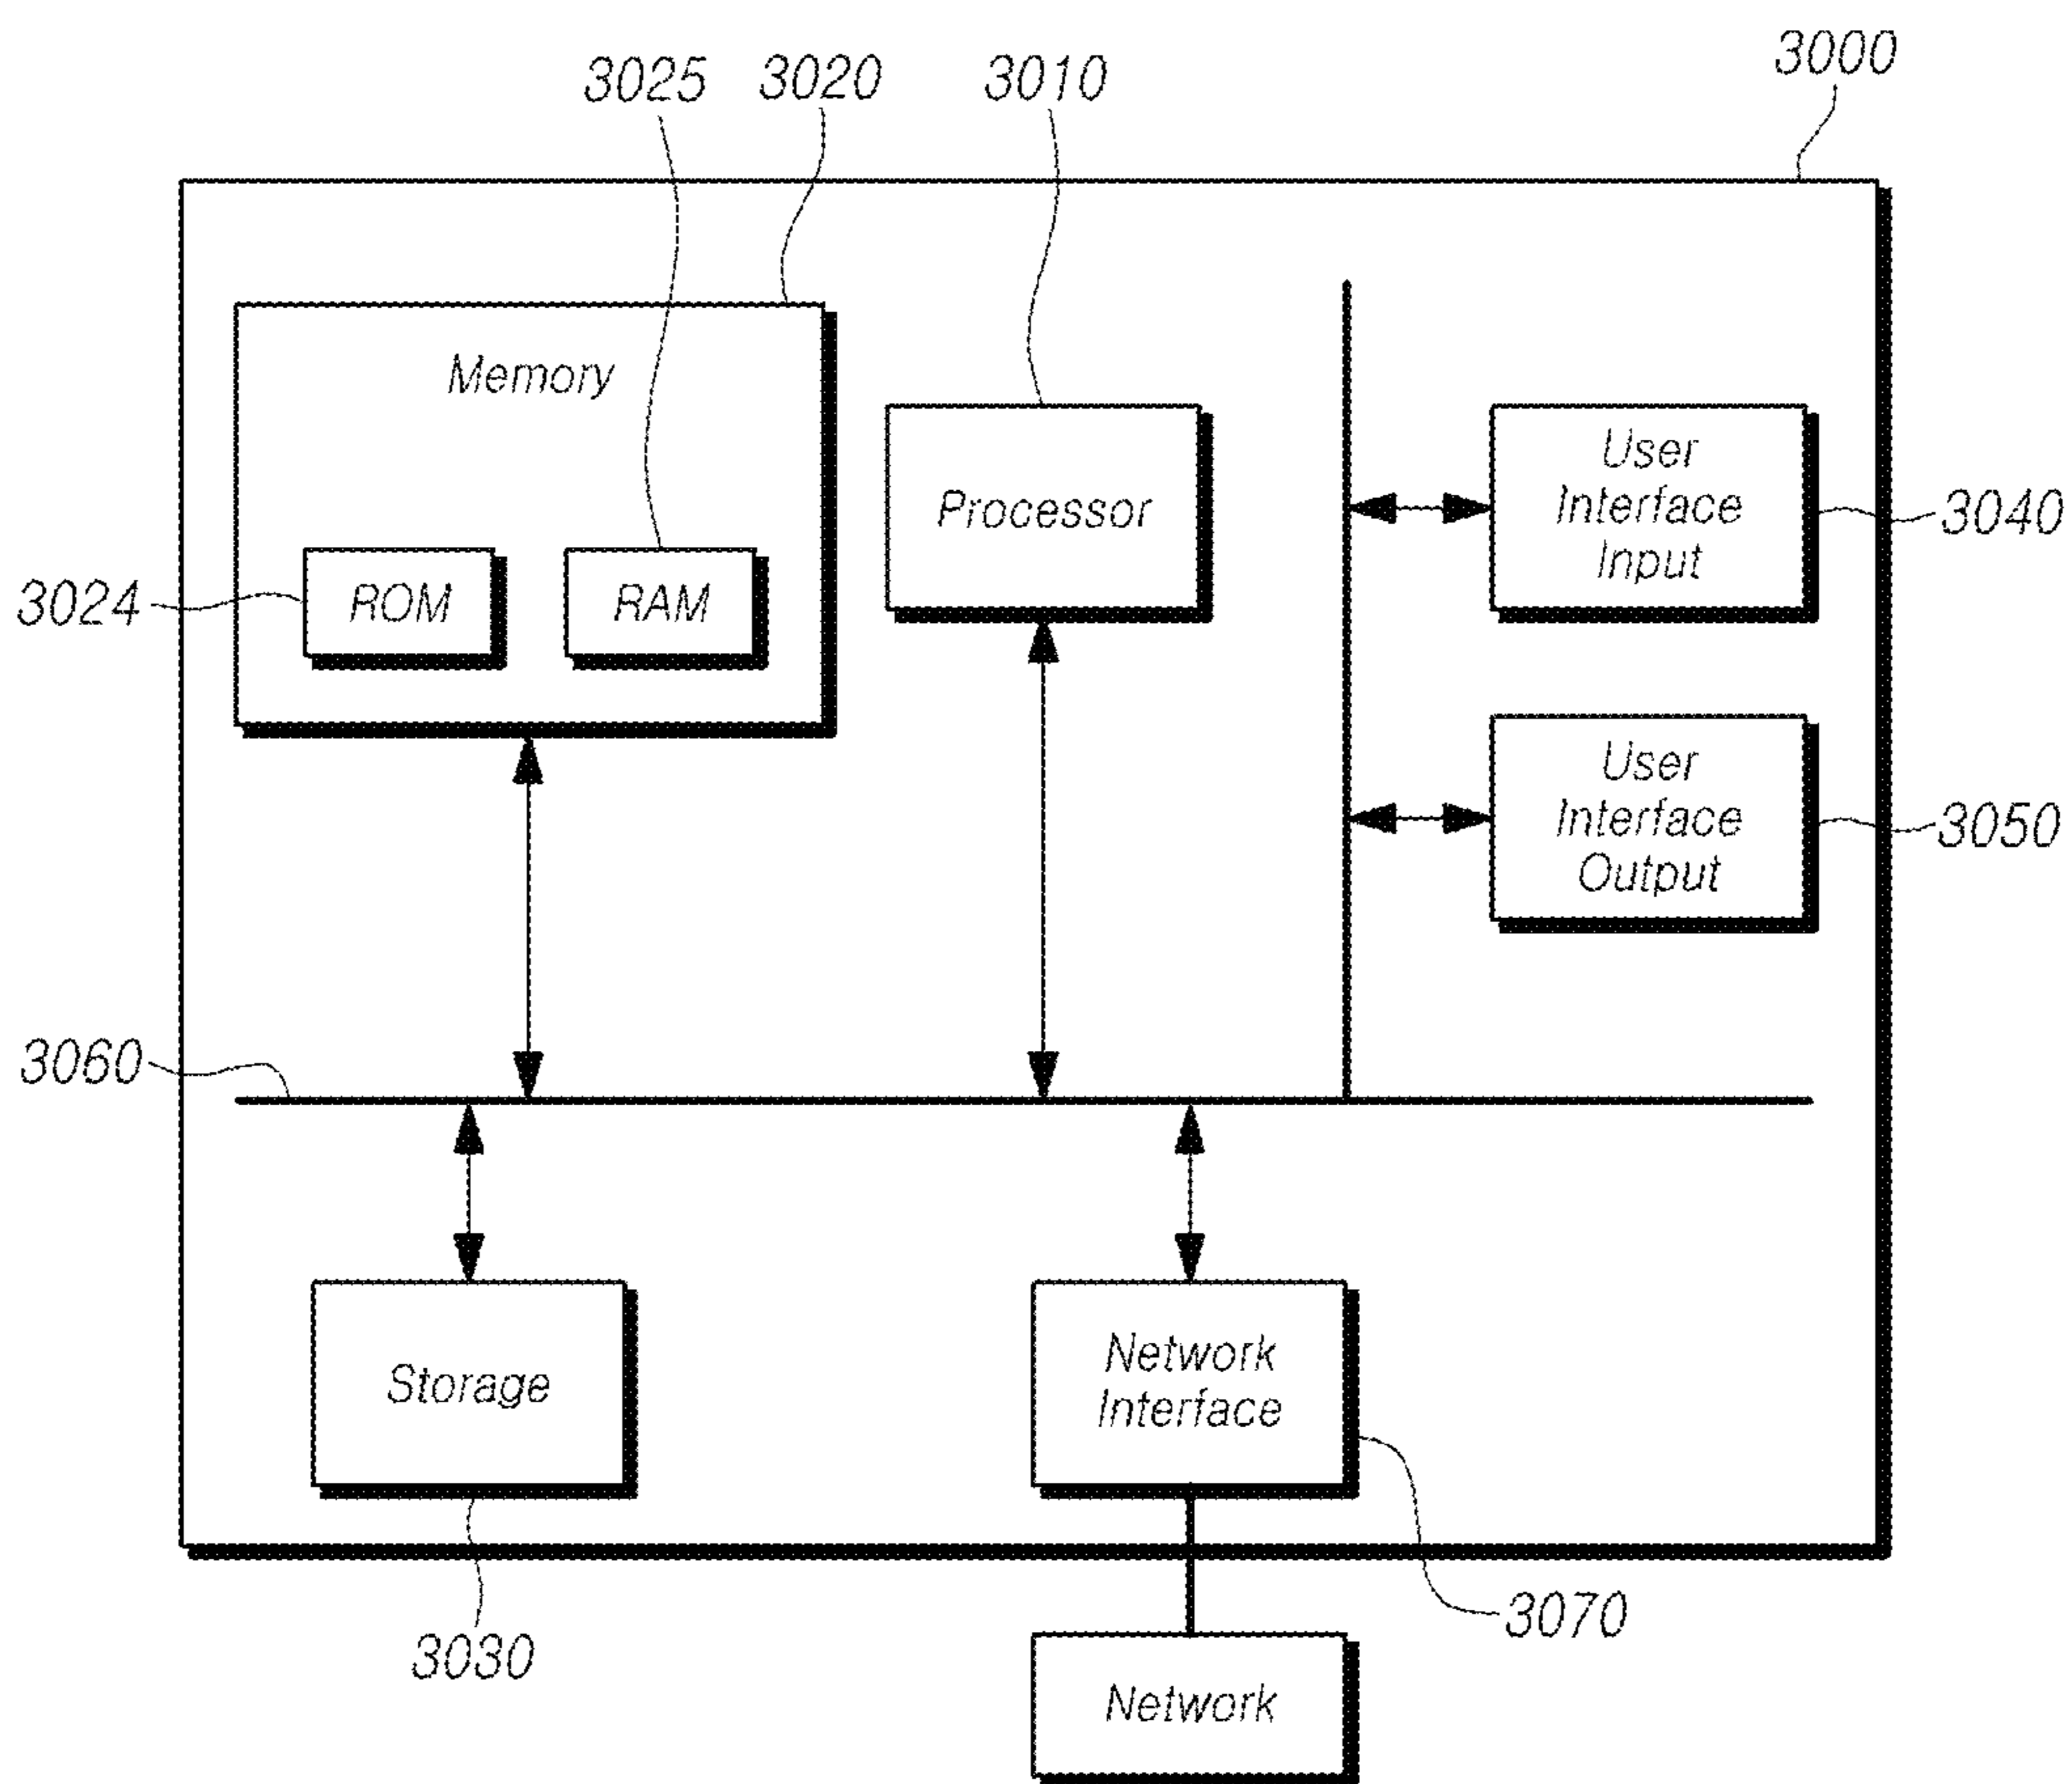 3000
3025
3020
3010
Memory
Processor
User
Interface
Input
3040
3024
ROM
RAM
User
Interface
Output
3050
3060
Storage
Network
Interface
3070
3030
Network